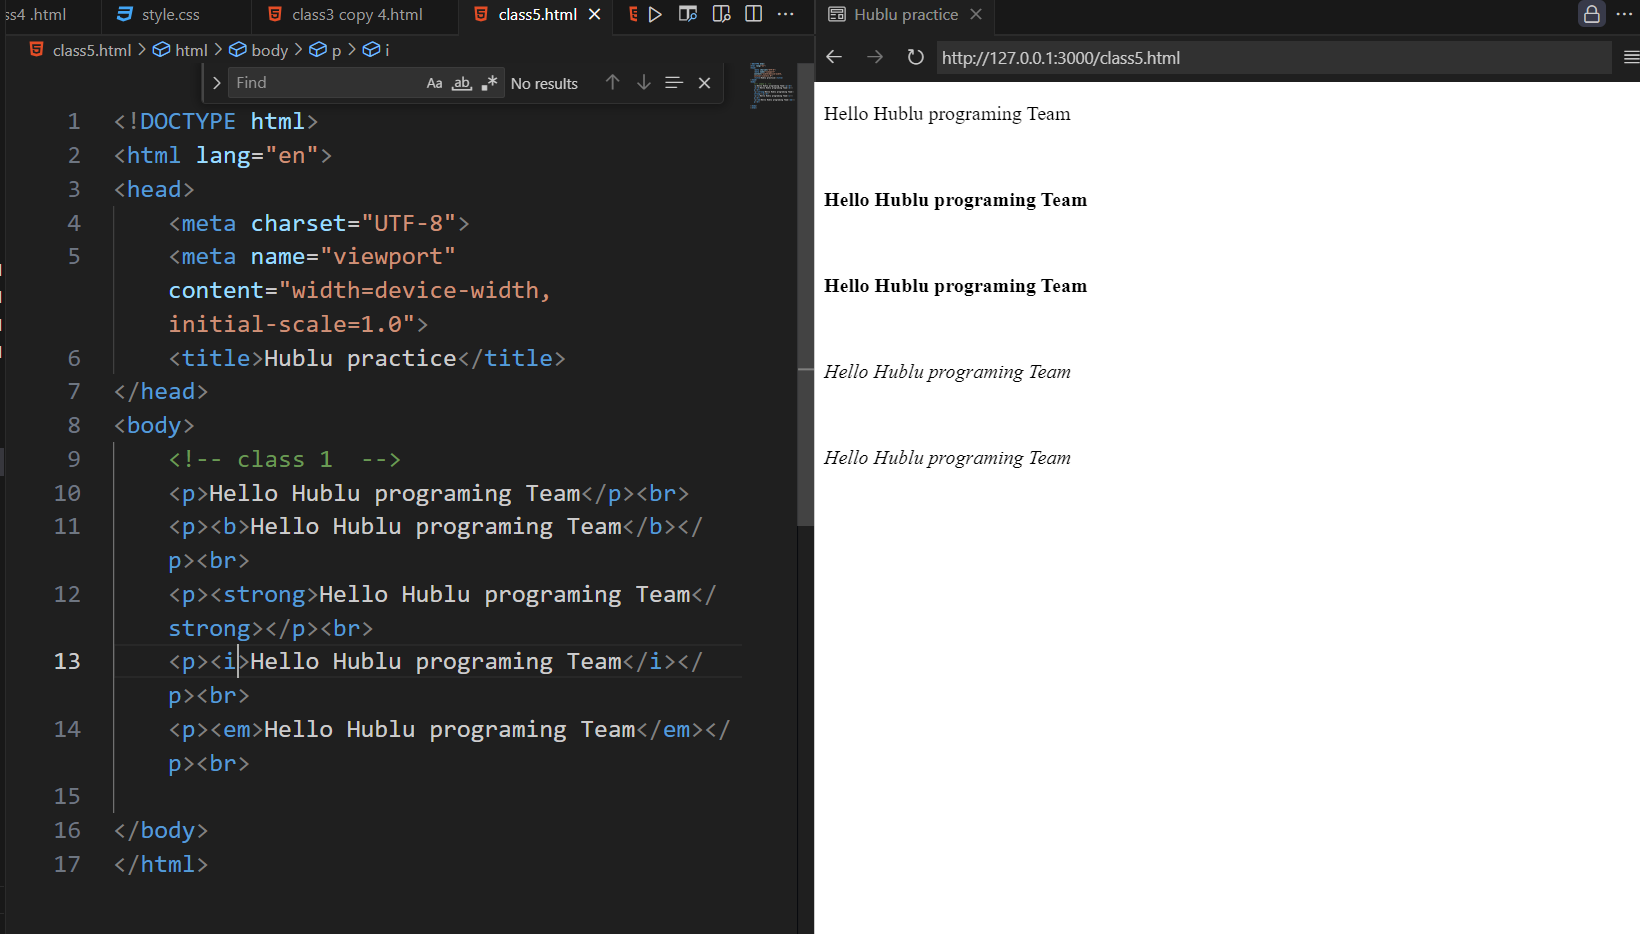 ss4 .html style.css class3 copy 4.html class5.html
class5.html > html > body > p > i
Find Aa ab .* No results
1 <!DOCTYPE html>
2 <html lang="en">
3 <head>
4 <meta charset="UTF-8">
5 <meta name="viewport"
content="width=device-width,
initial-scale=1.0">
6 <title>Hublu practice</title>
7 </head>
8 <body>
9 <!-- class 1  -->
10 <p>Hello Hublu programing Team</p><br>
11 <p><b>Hello Hublu programing Team</b></
p><br>
12 <p><strong>Hello Hublu programing Team</
strong></p><br>
13 <p><i>Hello Hublu programing Team</i></
p><br>
14 <p><em>Hello Hublu programing Team</em></
p><br>
15
16 </body>
17 </html>
Hublu practice
http://127.0.0.1:3000/class5.html
Hello Hublu programing Team
Hello Hublu programing Team
Hello Hublu programing Team
Hello Hublu programing Team
Hello Hublu programing Team